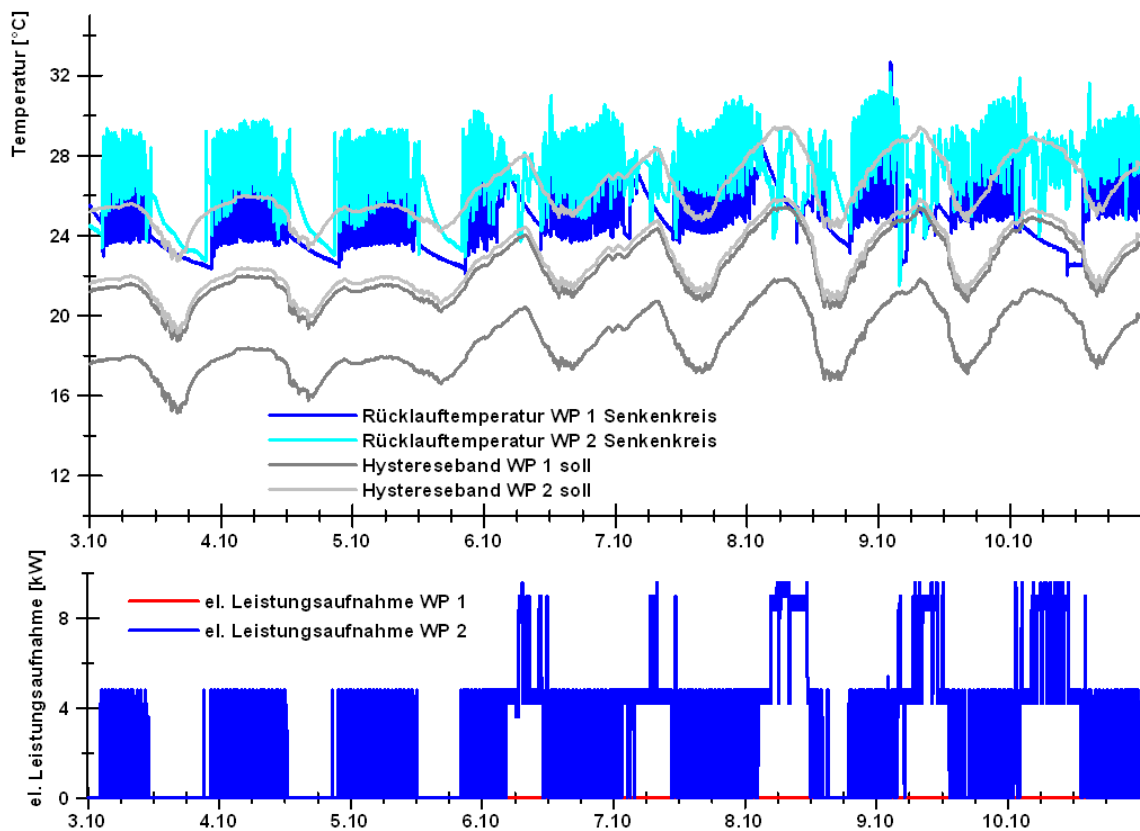 Temperatur [°C]
32
28
24
20
16
12
Rücklauftemperatur WP 1 Senkenkreis
Rücklauftemperatur WP 2 Senkenkreis
Hystereseband WP 1 soll
Hystereseband WP 2 soll
3.10 4.10 5.10 6.10 7.10 8.10 9.10 10.10
el. Leistungsaufnahme [kW]
8
4
0
el. Leistungsaufnahme WP 1
el. Leistungsaufnahme WP 2
3.10 4.10 5.10 6.10 7.10 8.10 9.10 10.10